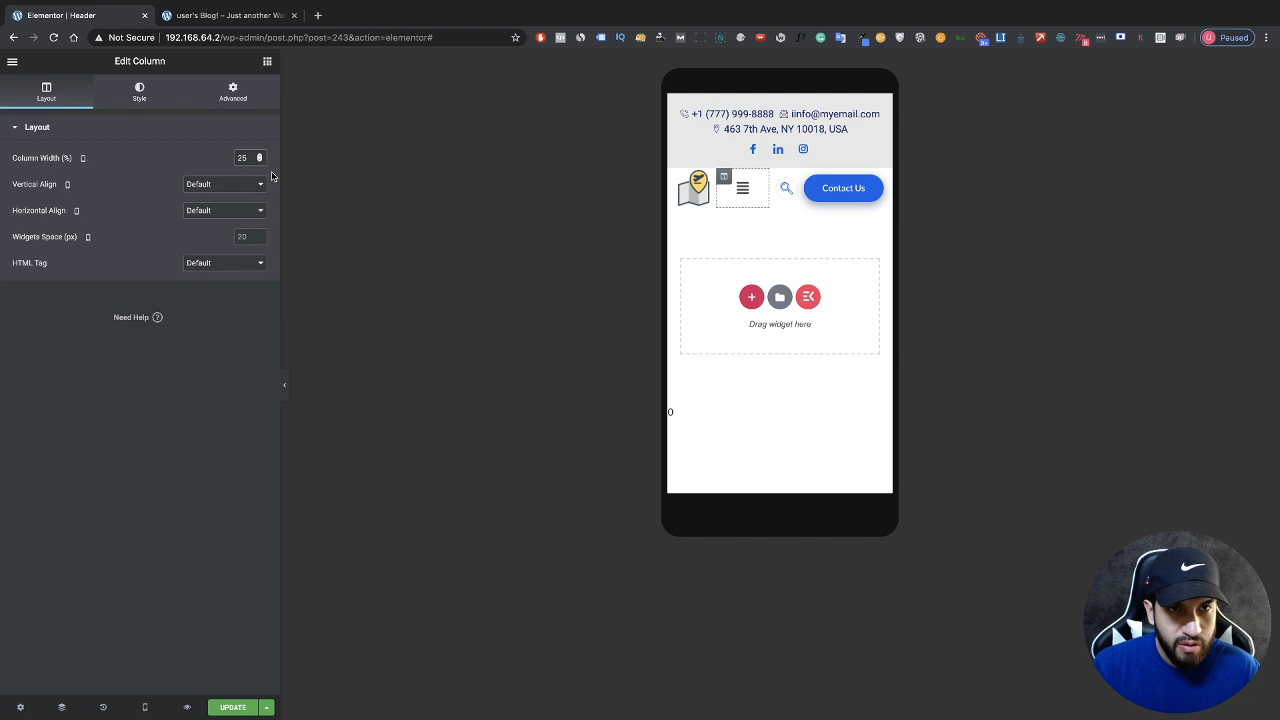 Elementor | Header
user's Blog! – Just another Wo
Not Secure
192.168.64.2/wp-admin/post.php?post=243&action=elementor#
Paused
Edit Column
Layout
Style
Advanced
Layout
Column Width (%)
25
Vertical Align
Default
Horizontal Align
Default
Widgets Space (px)
20
HTML Tag
Default
Need Help
UPDATE
+1 (777) 999-8888
iinfo@myemail.com
463 7th Ave, NY 10018, USA
Contact Us
Drag widget here
0